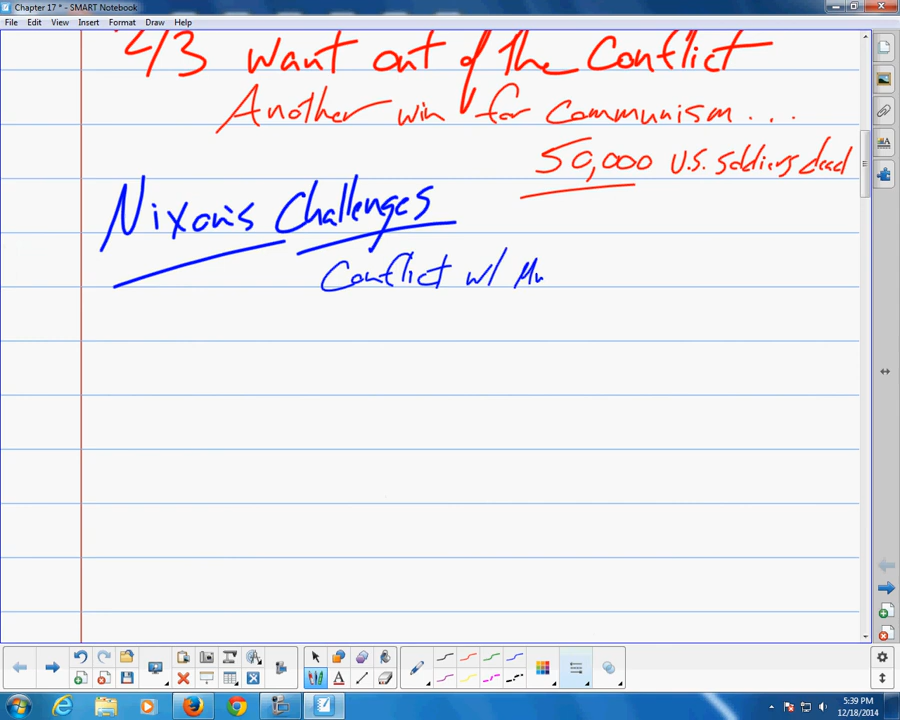 Chapter 17 * - SMART Notebook
File Edit View Insert Format Draw Help
2/3 Want out of the Conflict
Another win for communism...
50,000 U.S. soldiers dead
Nixon's Challenges
Conflict w/ Mu
5:39 PM
12/18/2014